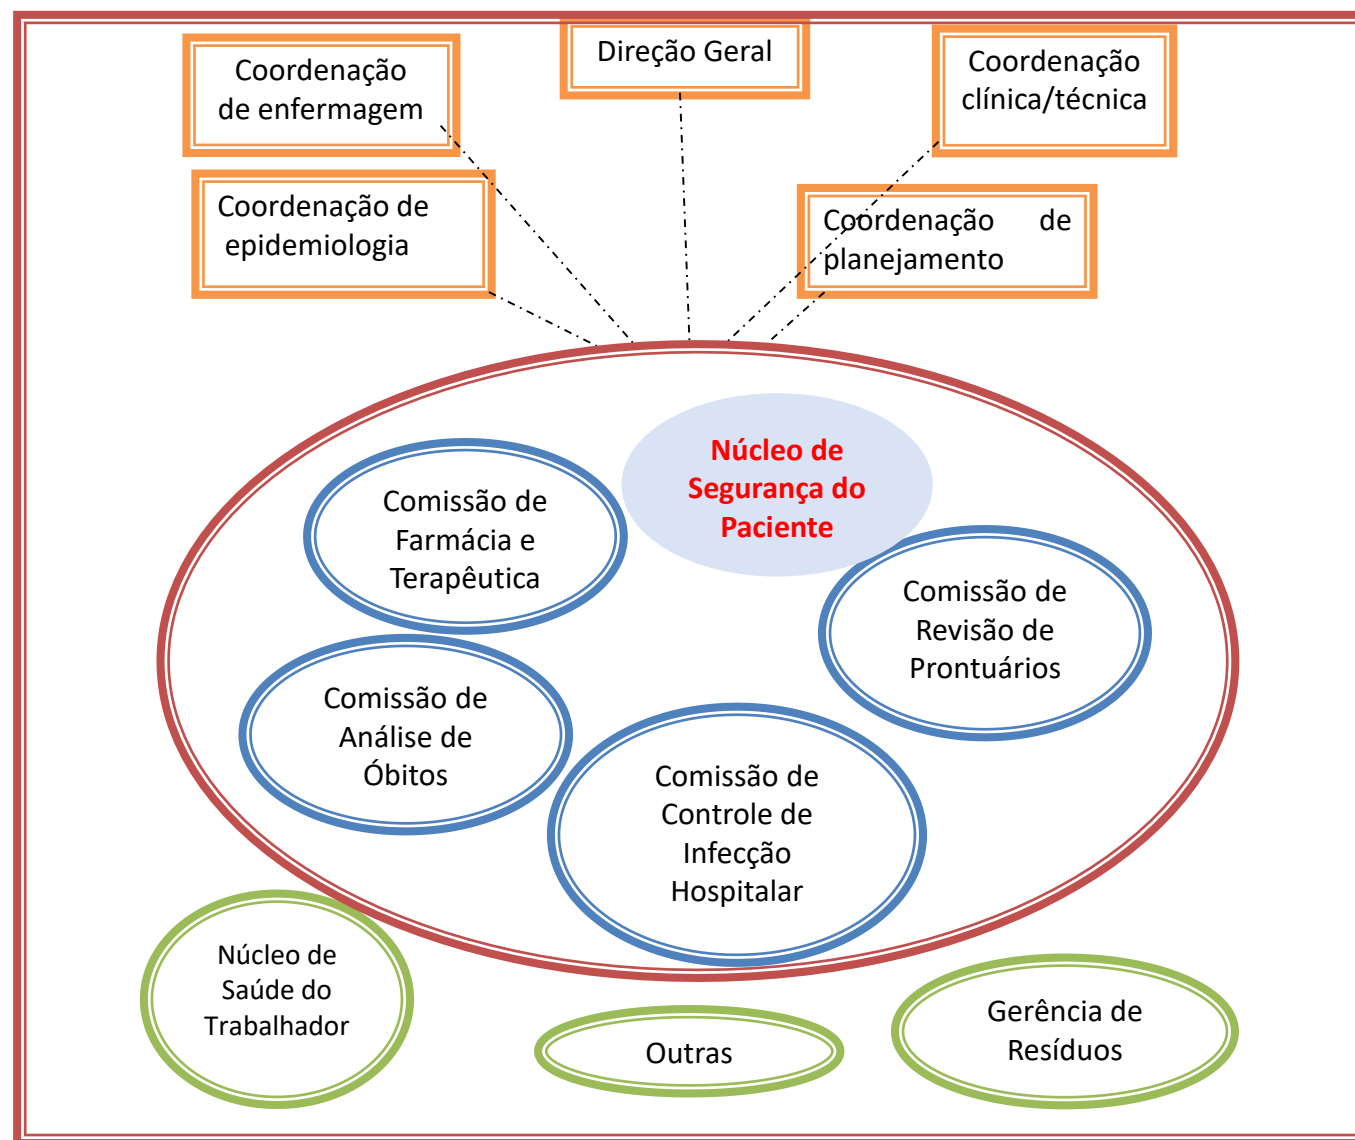 Coordenação
de enfermagem
Direção Geral
Coordenação
clínica/técnica
Coordenação de
epidemiologia
Coordenação de
planejamento
Núcleo de
Segurança do
Paciente
Comissão de
Farmácia e
Terapêutica
Comissão de
Revisão de
Prontuários
Comissão de
Análise de
Óbitos
Comissão de
Controle de
Infecção
Hospitalar
Núcleo de
Saúde do
Trabalhador
Outras
Gerência de
Resíduos